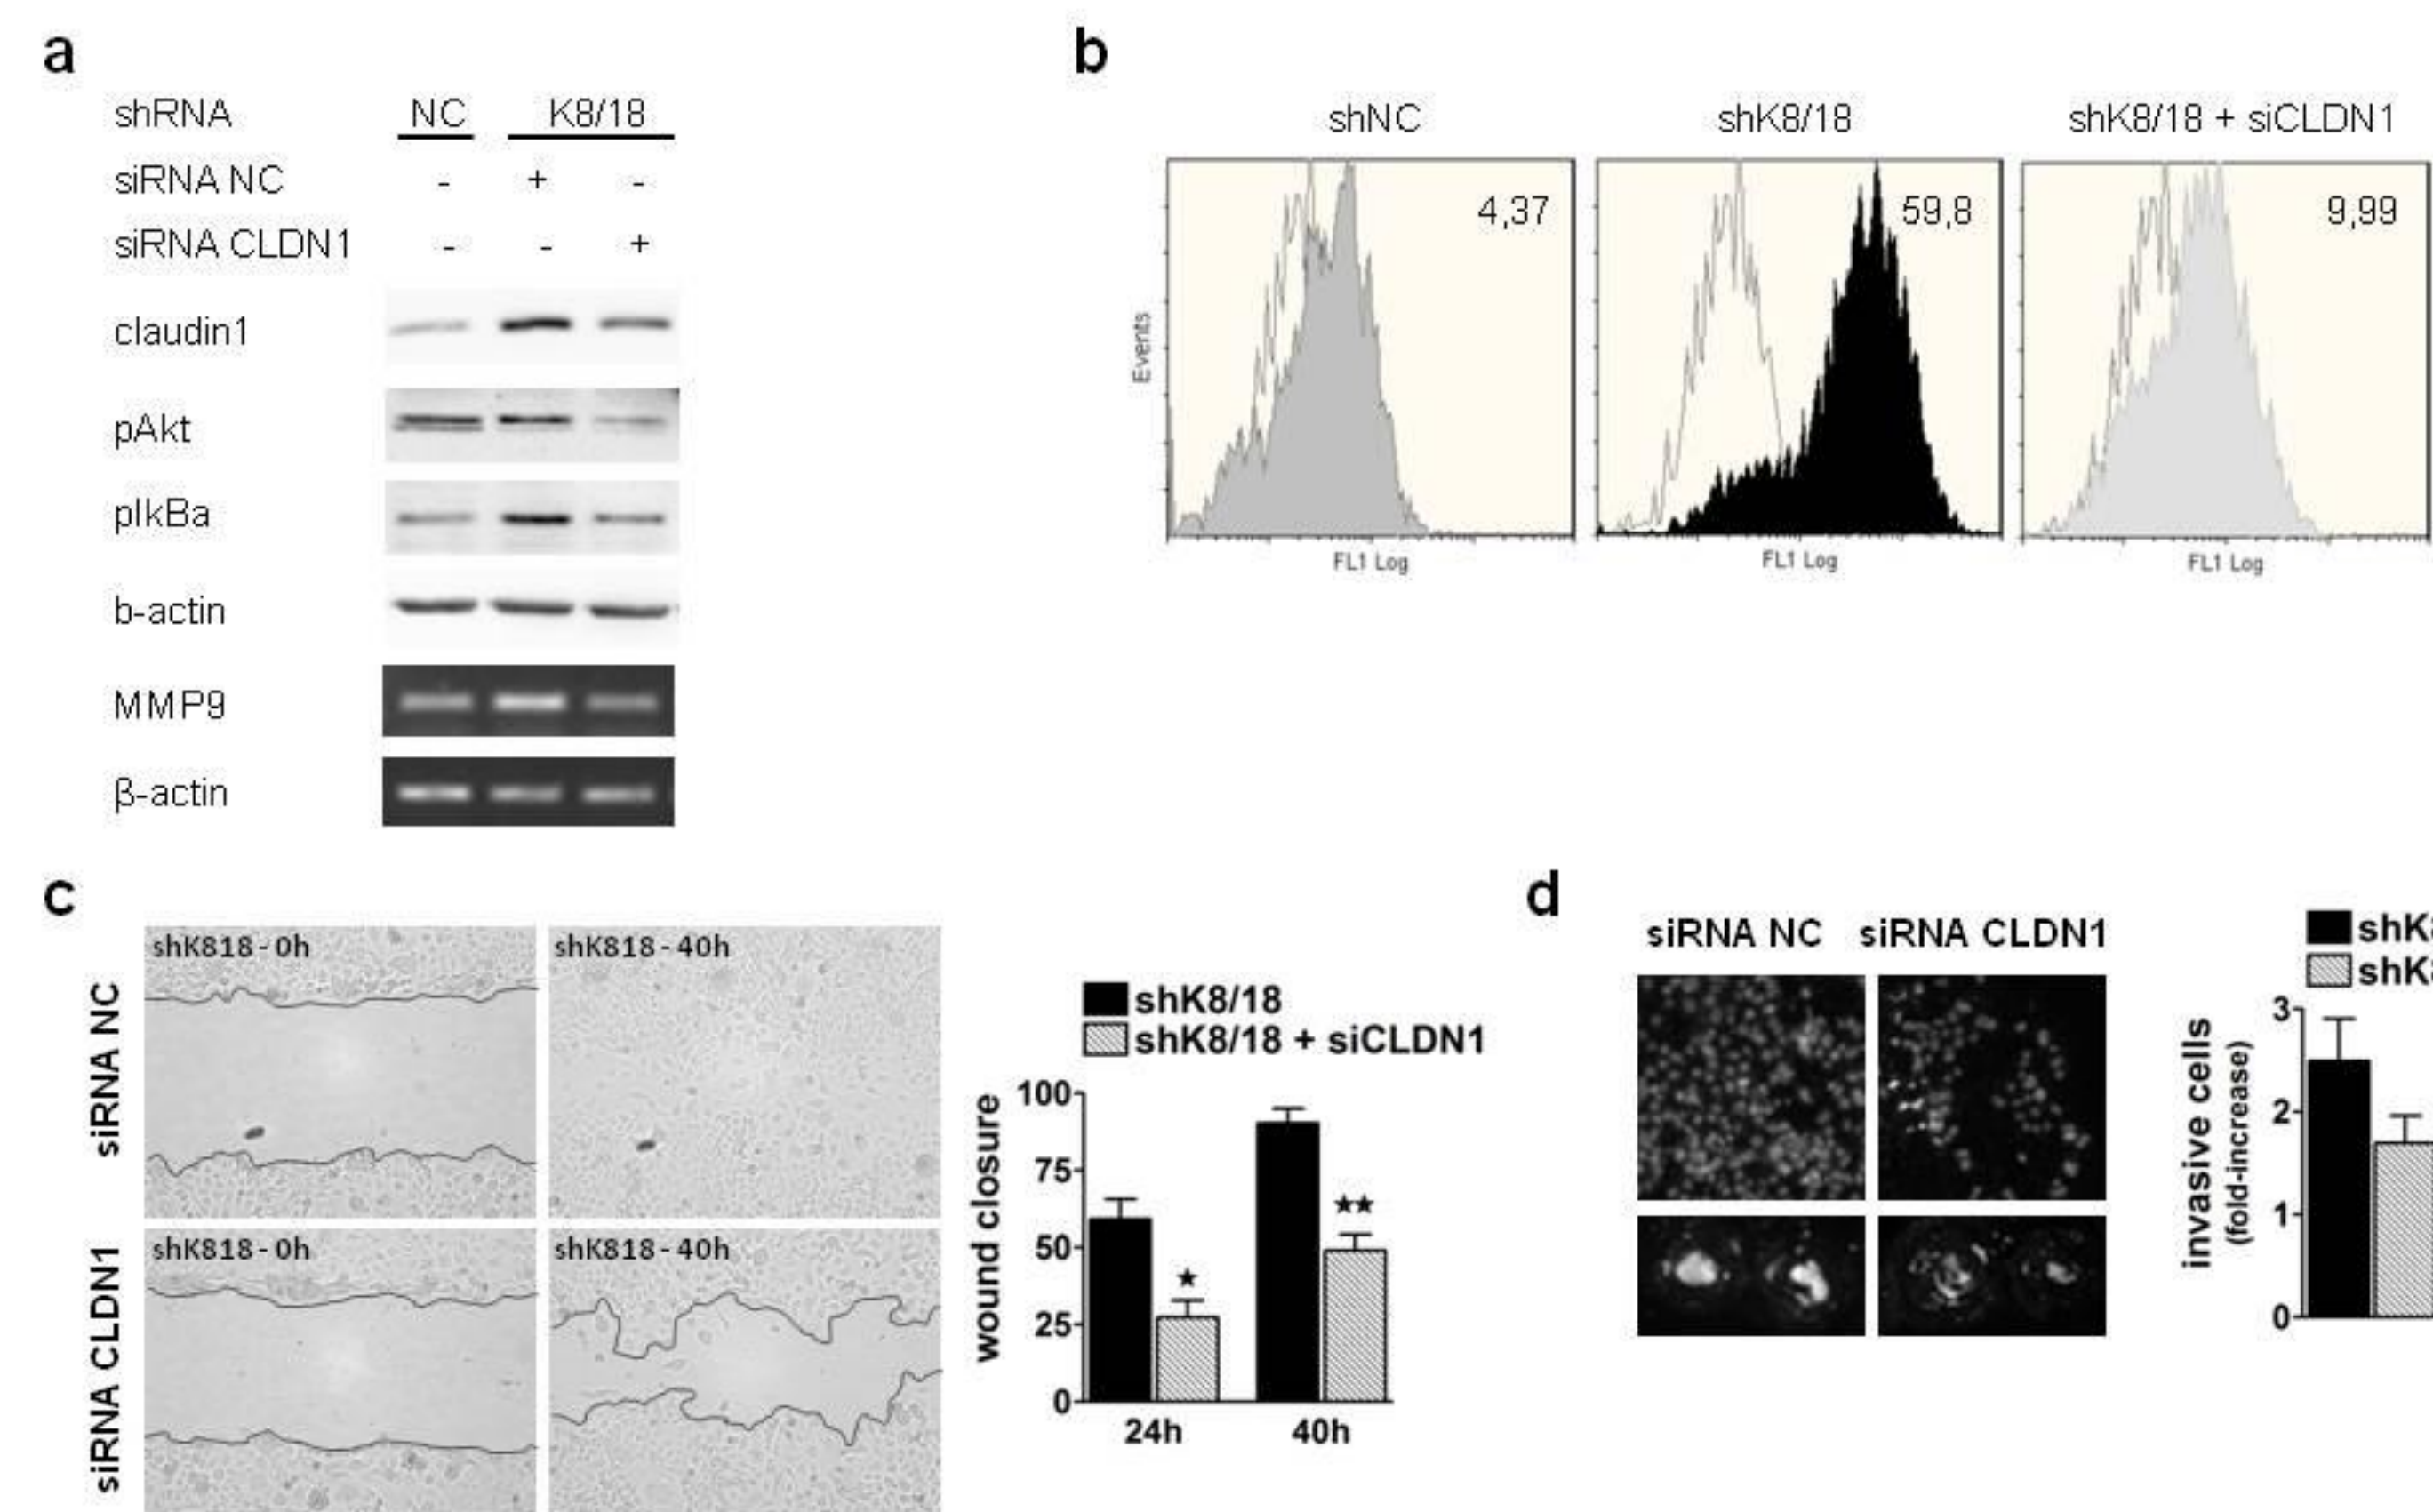 a
shRNA NC K8/18
siRNA NC - + -
siRNA CLDN1 - - +
claudin1
pAkt
pIkBa
b-actin
MMP9
β-actin
b
shNC shK8/18 shK8/18 + siCLDN1
4,37 59,8 9,99
Events
FL1 Log FL1 Log FL1 Log
c
siRNA NC
shK818 - 0h shK818 - 40h
siRNA CLDN1
shK818 - 0h shK818 - 40h
shK8/18
shK8/18 + siCLDN1
wound closure
100
75
50
25
0
★
★★
24h 40h
d
siRNA NC siRNA CLDN1
shK8
shK8
invasive cells
(fold-increase)
3
2
1
0